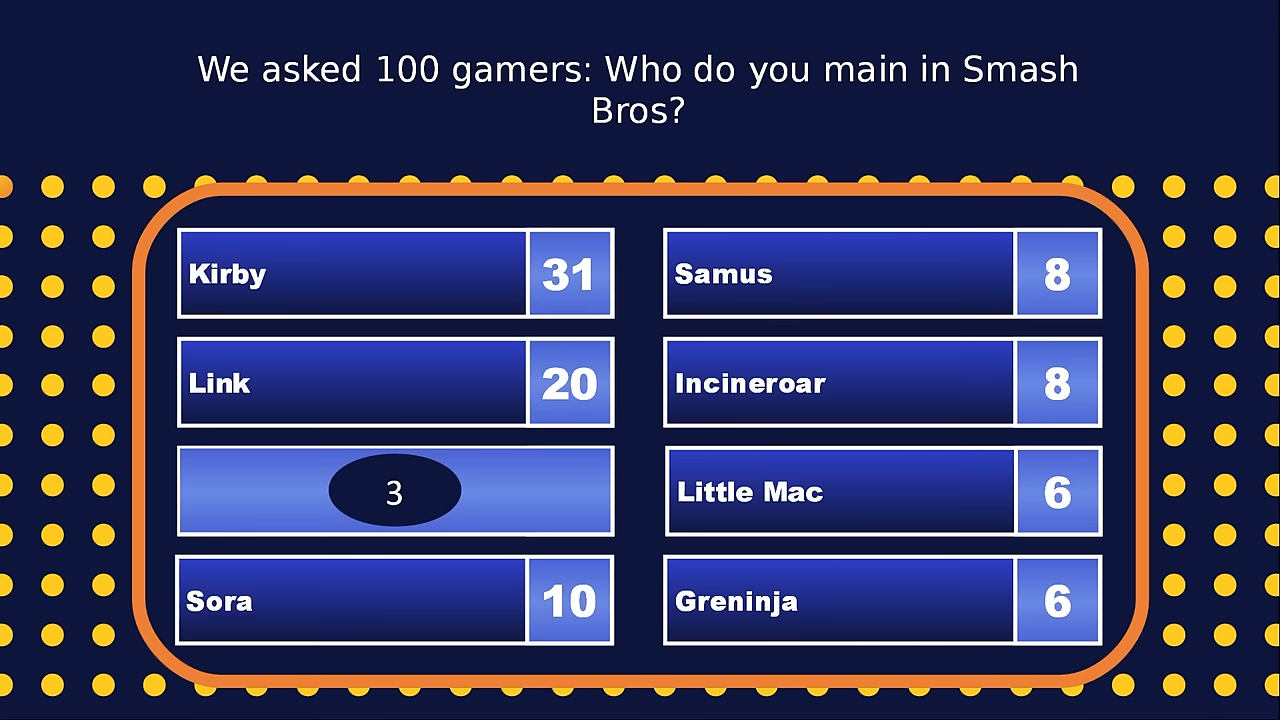 We asked 100 gamers: Who do you main in Smash
Bros?
Kirby 31
Link 20
3
Sora 10
Samus 8
Incineroar 8
Little Mac 6
Greninja 6